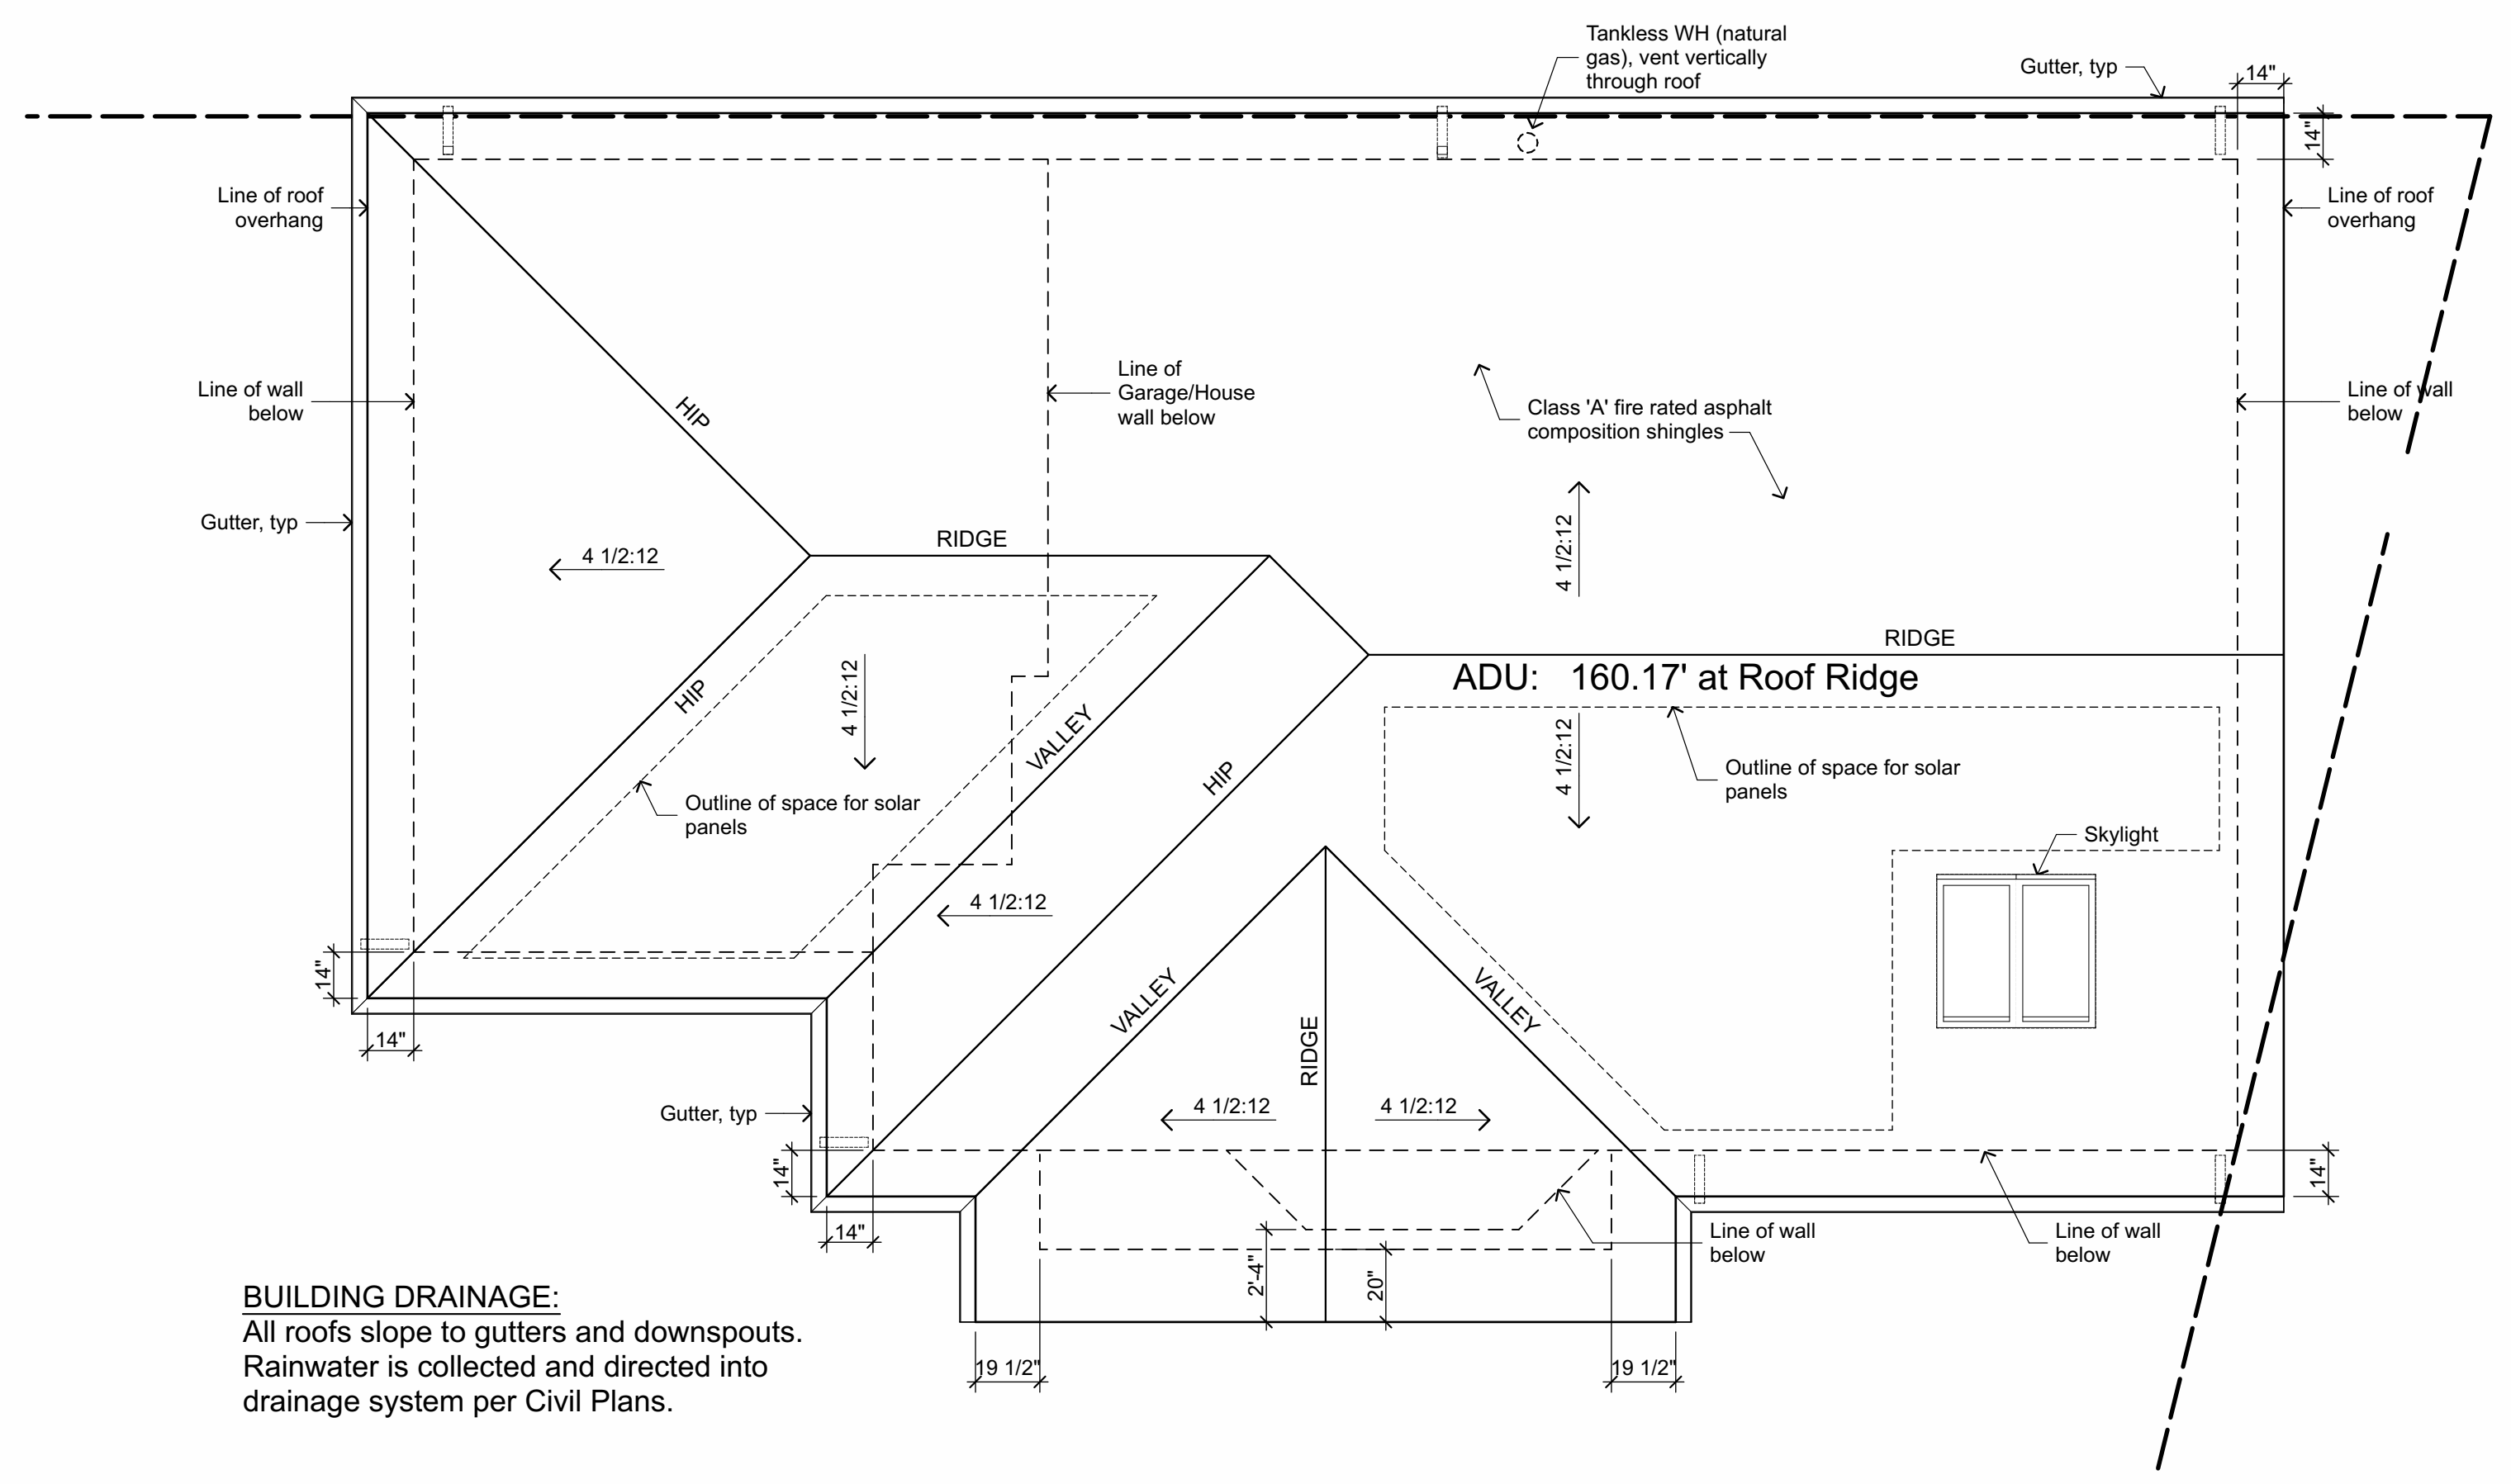 Tankless WH (natural
gas), vent vertically
through roof
Gutter, typ
14"
14"
Line of roof
overhang
Line of roof
overhang
Line of wall
below
HIP
Line of
Garage/House
wall below
Class 'A' fire rated asphalt
composition shingles
Line of wall
below
Gutter, typ
4 1/2:12
RIDGE
4 1/2:12
RIDGE
ADU: 160.17' at Roof Ridge
HIP
4 1/2:12
VALLEY
HIP
4 1/2:12
Outline of space for solar
panels
Outline of space for solar
panels
Skylight
4 1/2:12
14"
14"
VALLEY
RIDGE
VALLEY
Gutter, typ
4 1/2:12
4 1/2:12
14"
14"
14"
Line of wall
below
Line of wall
below
2'-4"
20"
19 1/2"
19 1/2"
BUILDING DRAINAGE:
All roofs slope to gutters and downspouts.
Rainwater is collected and directed into
drainage system per Civil Plans.